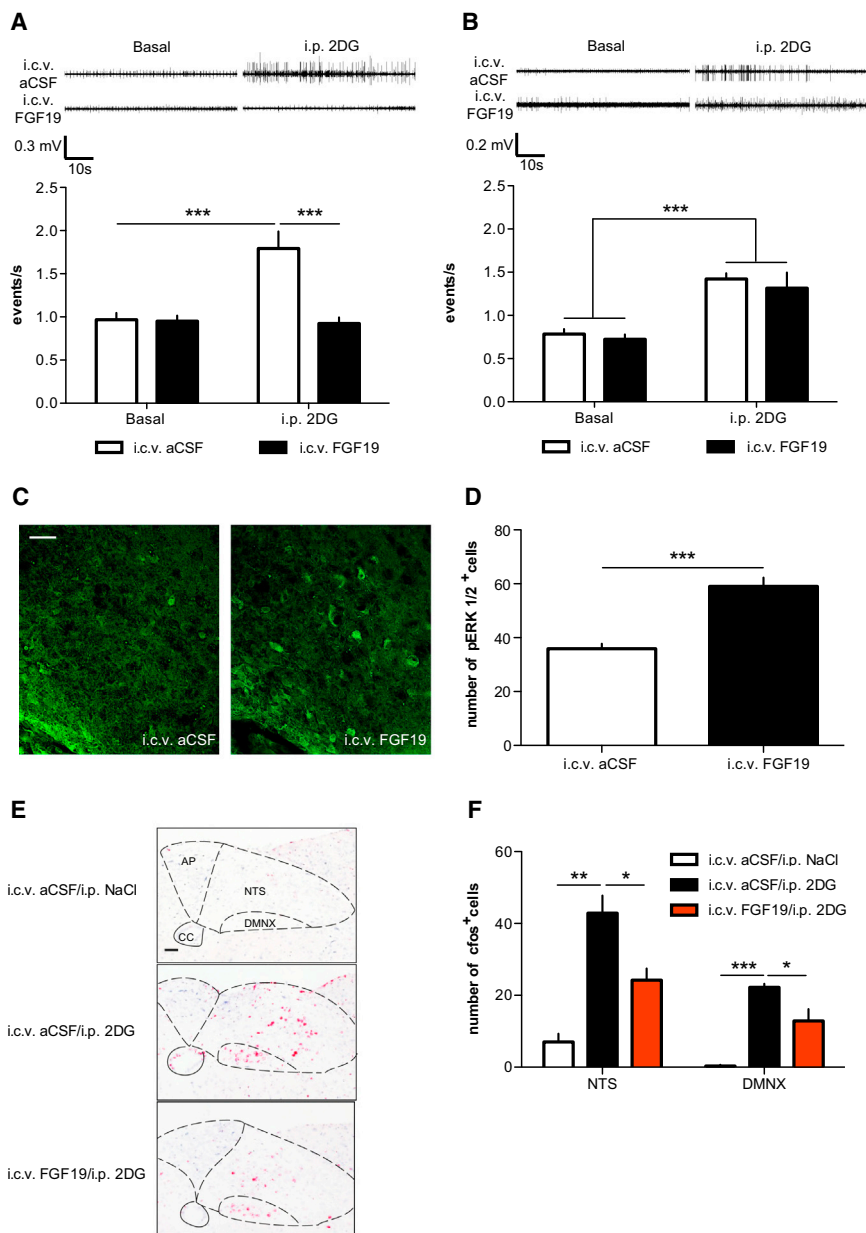 A
Basal i.p. 2DG
i.c.v. aCSF
i.c.v. FGF19
0.3 mV
10s
2.5
2.0
1.5
1.0
0.5
0.0
events/s
*** ***
Basal i.p. 2DG
i.c.v. aCSF i.c.v. FGF19
B
Basal i.p. 2DG
i.c.v. aCSF
i.c.v. FGF19
0.2 mV
10s
2.5
2.0
1.5
1.0
0.5
0.0
events/s
***
Basal i.p. 2DG
i.c.v. aCSF i.c.v. FGF19
C
i.c.v. aCSF i.c.v. FGF19
D
80
60
40
20
0
number of pERK 1/2 +cells
***
i.c.v. aCSF i.c.v. FGF19
E
i.c.v. aCSF/i.p. NaCl
AP
NTS
DMNX
CC
i.c.v. aCSF/i.p. 2DG
i.c.v. FGF19/i.p. 2DG
F
60
40
20
0
number of cfos+cells
i.c.v. aCSF/i.p. NaCl
i.c.v. aCSF/i.p. 2DG
i.c.v. FGF19/i.p. 2DG
** *
*** *
NTS DMNX